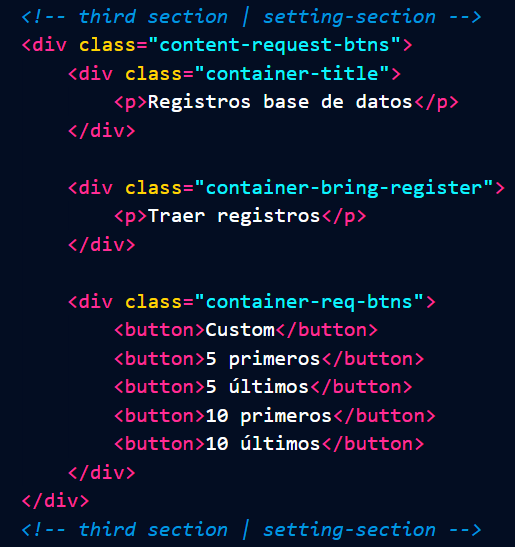 <!-- third section | setting-section -->
<div class="content-request-btns">
<div class="container-title">
<p>Registros base de datos</p>
</div>
<div class="container-bring-register">
<p>Traer registros</p>
</div>
<div class="container-req-btns">
<button>Custom</button>
<button>5 primeros</button>
<button>5 últimos</button>
<button>10 primeros</button>
<button>10 últimos</button>
</div>
</div>
<!-- third section | setting-section -->